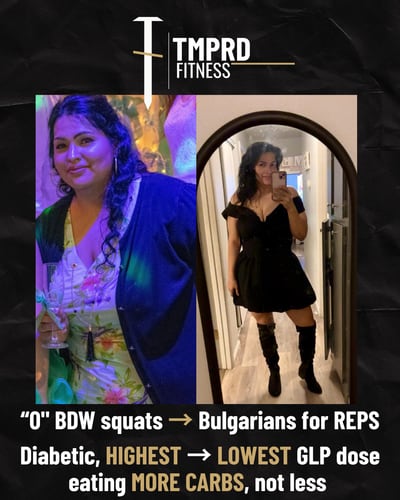 TMPRD
FITNESS
“0" BDW squats → Bulgarians for REPS
Diabetic, HIGHEST → LOWEST GLP dose
eating MORE CARBS, not less